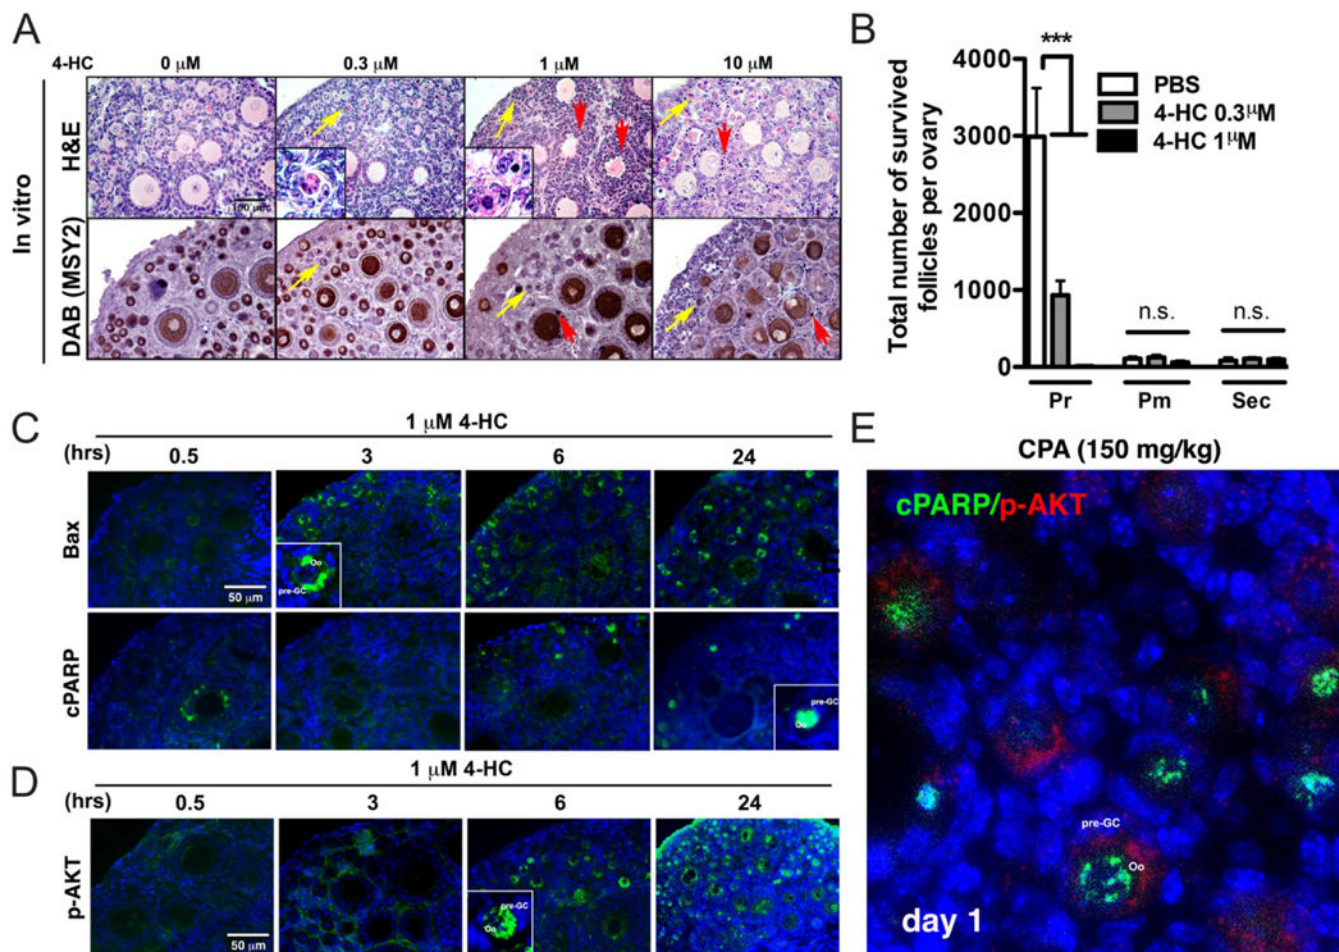 A
4-HC 0 μM 0.3 μM 1 μM 10 μM
In vitro
H&E
100 μm
DAB (MSY2)
B
Total number of survived
follicles per ovary
4000
3000
2000
1000
0
***
PBS
4-HC 0.3μM
4-HC 1μM
n.s. n.s.
Pr Pm Sec
C
1 μM 4-HC
(hrs) 0.5 3 6 24
Bax
50 μm
Oo
pre-GC
cPARP
pre-GC
Oo
D
1 μM 4-HC
(hrs) 0.5 3 6 24
p-AKT
50 μm
pre-GC
Oo
E
CPA (150 mg/kg)
cPARP/p-AKT
pre-GC
Oo
day 1